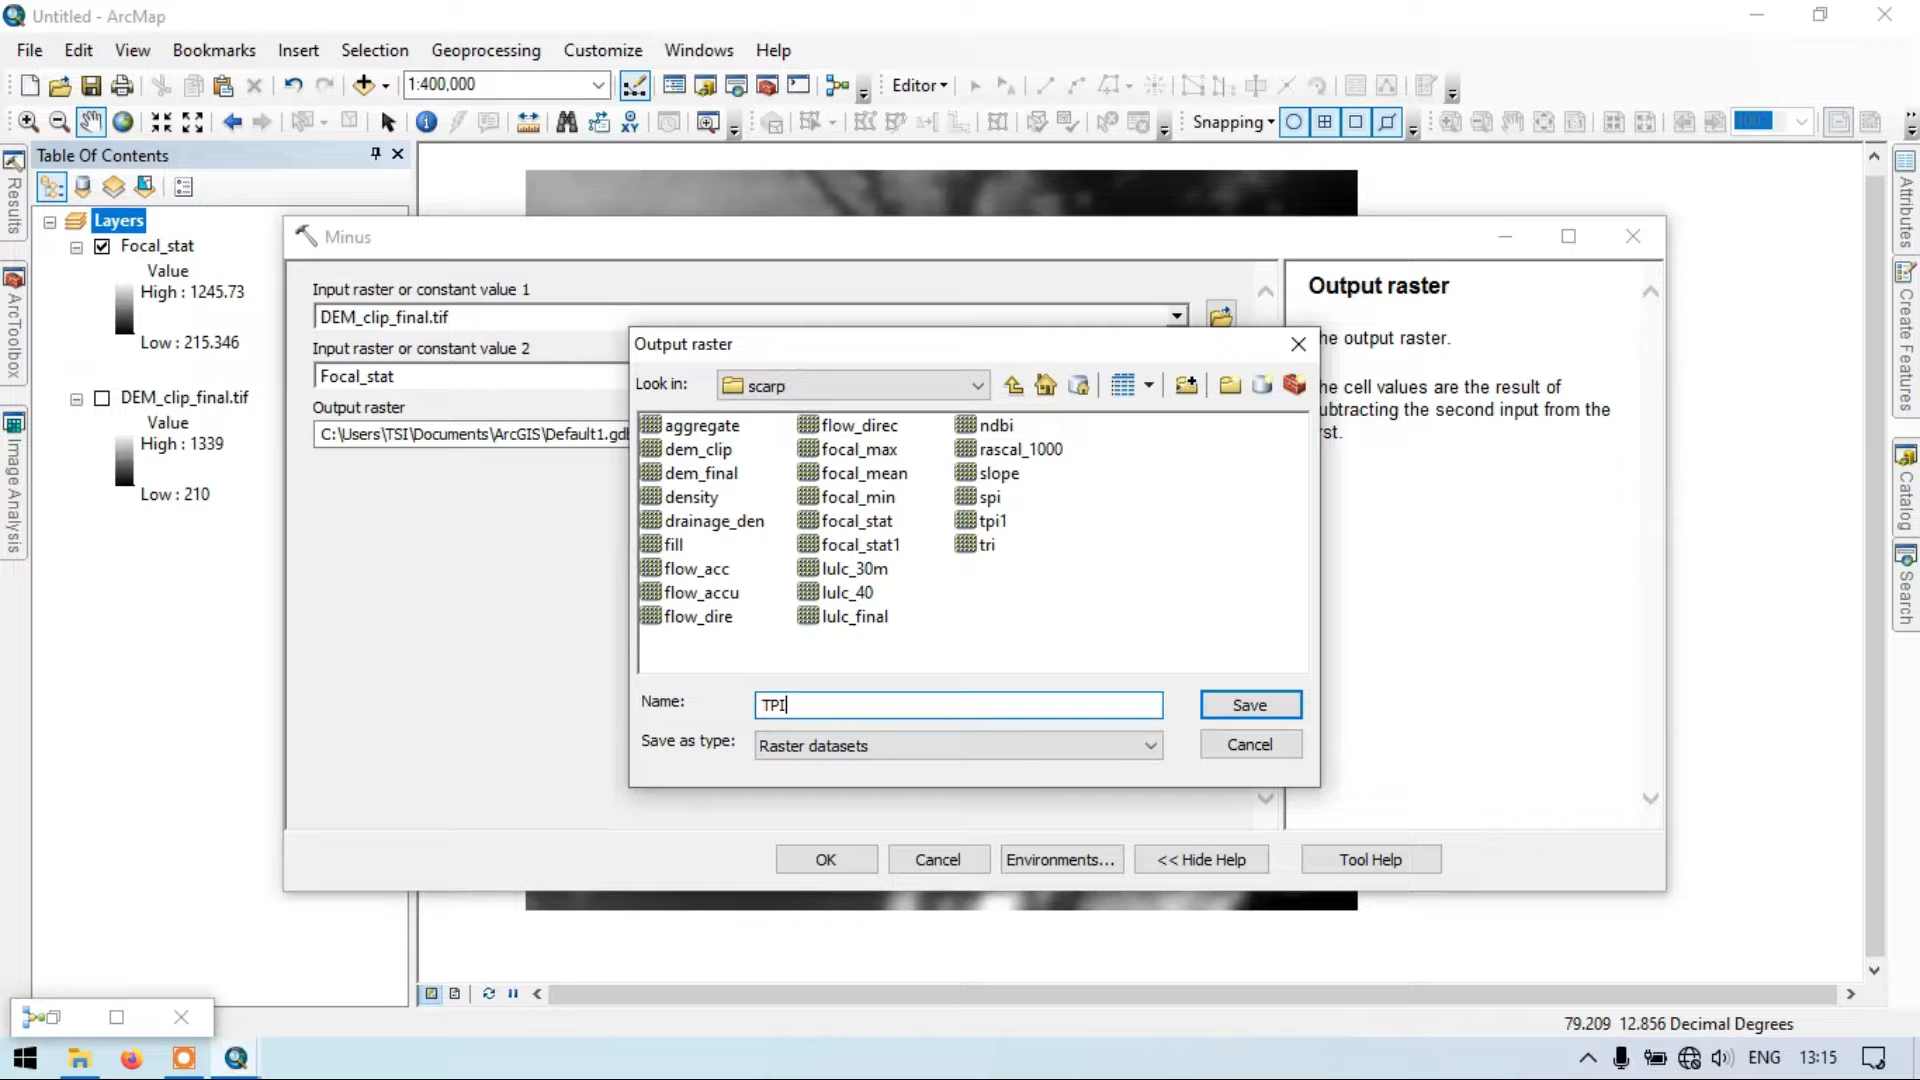 Untitled - ArcMap
File Edit View Bookmarks Insert Selection Geoprocessing Customize Windows Help
1:400,000
Editor
Snapping
100%
Table Of Contents
Results
ArcToolbox
Image Analysis
Layers
Focal_stat
Value
High : 1245.73
Low : 215.346
DEM_clip_final.tif
Value
High : 1339
Low : 210
Minus
Input raster or constant value 1
DEM_clip_final.tif
Input raster or constant value 2
Focal_stat
Output raster
C:\Users\TSI\Documents\ArcGIS\Default1.gdb
Output raster
Look in:
scarp
aggregate
dem_clip
dem_final
density
drainage_den
fill
flow_acc
flow_accu
flow_dire
flow_direc
focal_max
focal_mean
focal_min
focal_stat
focal_stat1
lulc_30m
lulc_40
lulc_final
ndbi
rascal_1000
slope
spi
tpi1
tri
Name:
TPI
Save
Save as type:
Raster datasets
Cancel
Output raster
he output raster.
he cell values are the result of
ubtracting the second input from the
rst.
OK
Cancel
Environments...
<< Hide Help
Tool Help
Attributes
Create Features
Catalog
Search
79.209 12.856 Decimal Degrees
ENG
13:15